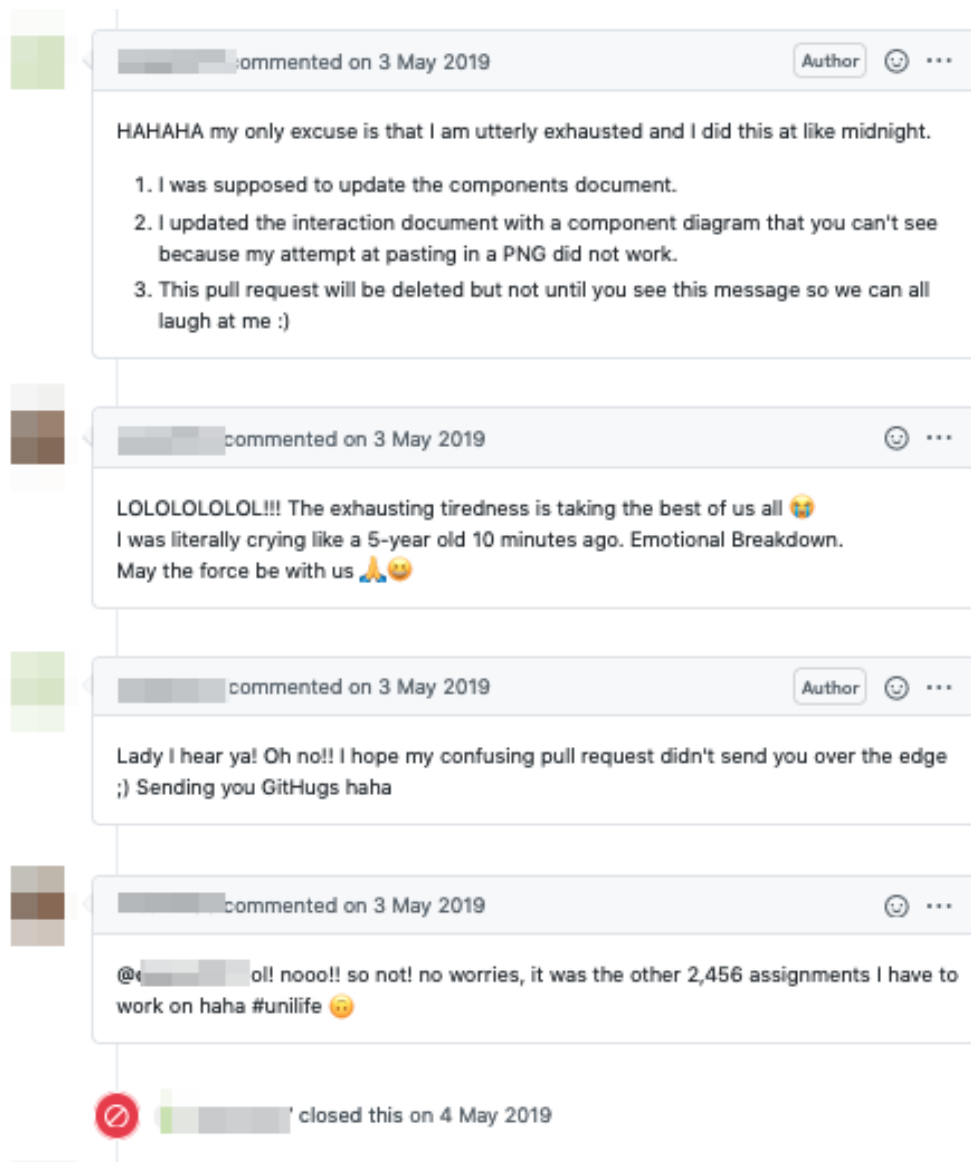 commented on 3 May 2019 Author
HAHAHA my only excuse is that I am utterly exhausted and I did this at like midnight.
1. I was supposed to update the components document.
2. I updated the interaction document with a component diagram that you can't see
because my attempt at pasting in a PNG did not work.
3. This pull request will be deleted but not until you see this message so we can all
laugh at me :)
commented on 3 May 2019
LOLOLOLOLOL!!! The exhausting tiredness is taking the best of us all 😭
I was literally crying like a 5-year old 10 minutes ago. Emotional Breakdown.
May the force be with us 🙏😆
commented on 3 May 2019 Author
Lady I hear ya! Oh no!! I hope my confusing pull request didn't send you over the edge
;) Sending you GitHugs haha
commented on 3 May 2019
ol! nooo!! so not! no worries, it was the other 2,456 assignments I have to
work on haha #unilife 🙃
closed this on 4 May 2019